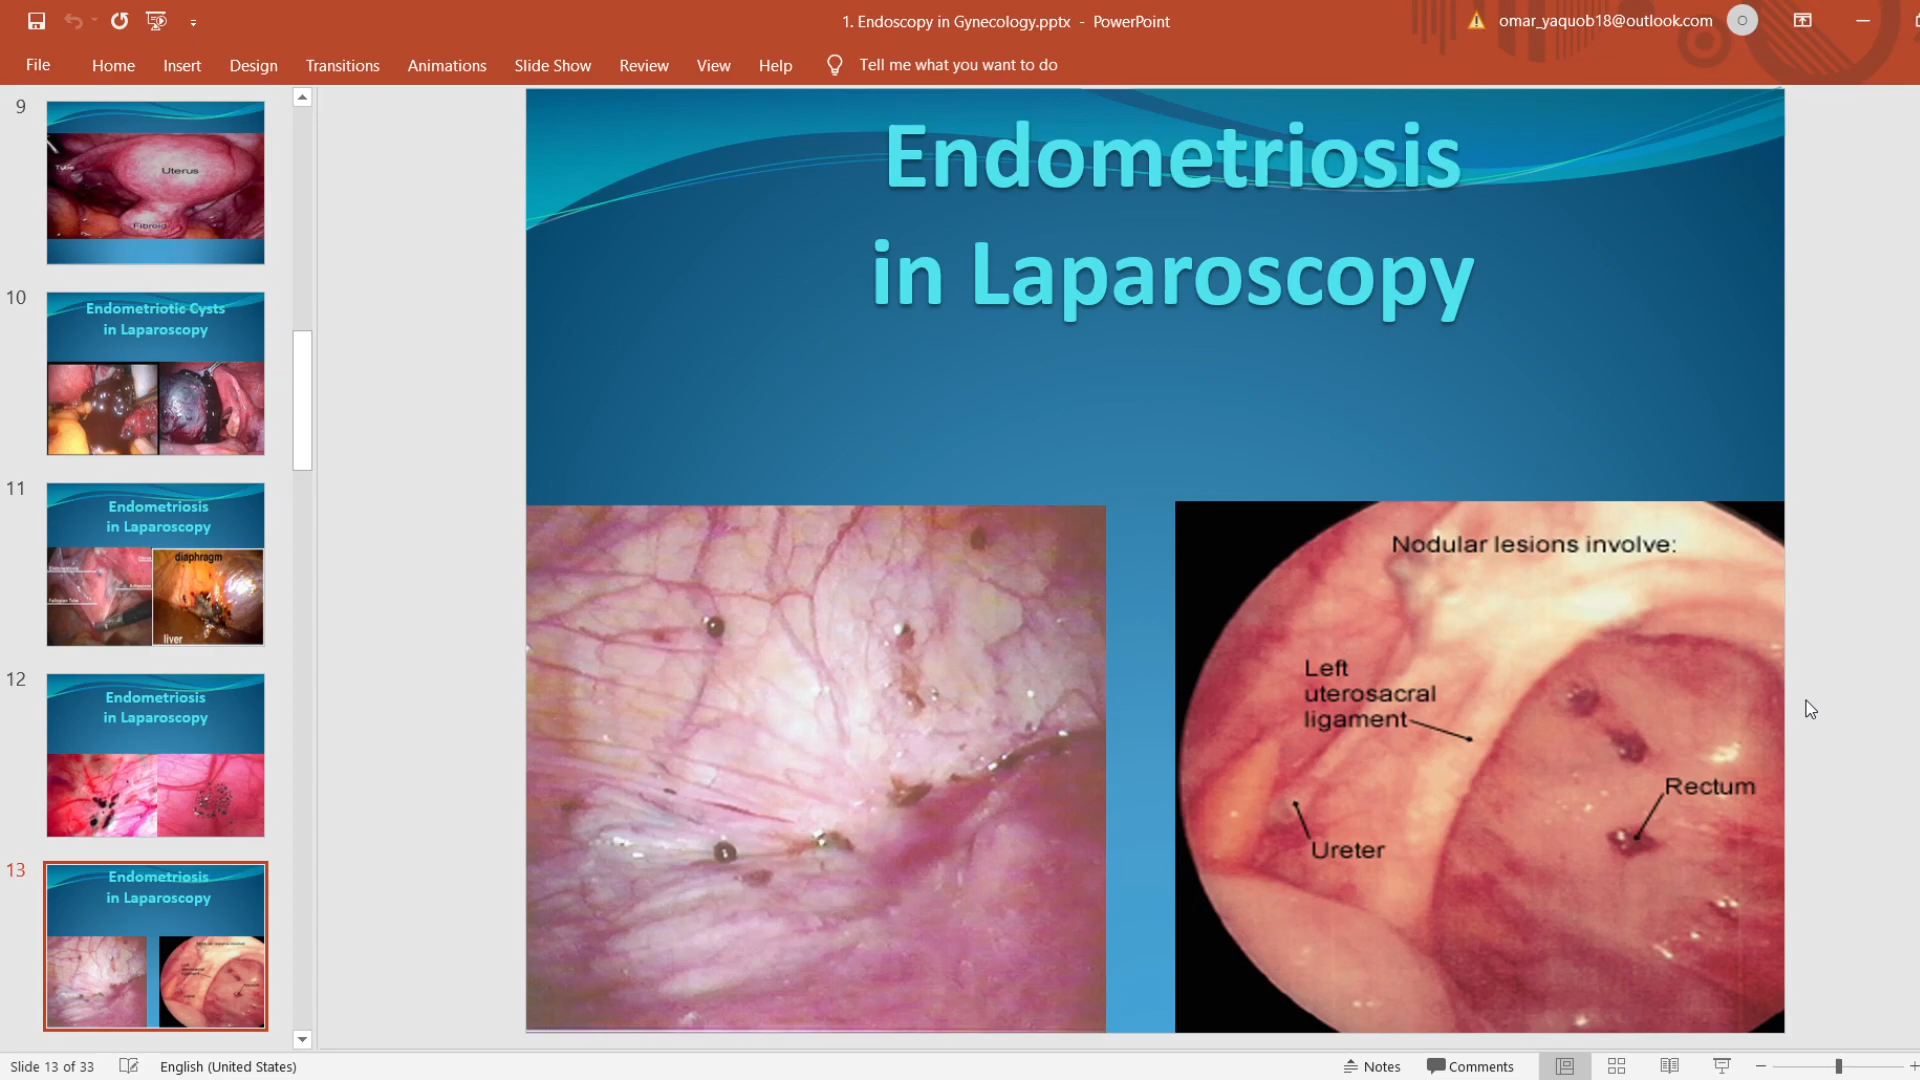 1. Endoscopy in Gynecology.pptx - PowerPoint
omar_yaquob18@outlook.com
O
File
Home
Insert
Design
Transitions
Animations
Slide Show
Review
View
Help
Tell me what you want to do
9
Uterus
Fibroid
10
Endometriotic Cysts
in Laparoscopy
11
Endometriosis
in Laparoscopy
diaphragm
liver
12
Endometriosis
in Laparoscopy
13
Endometriosis
in Laparoscopy
Endometriosis
in Laparoscopy
Nodular lesions involve:
Left
uterosacral
ligament
Rectum
Ureter
Slide 13 of 33
English (United States)
Notes
Comments